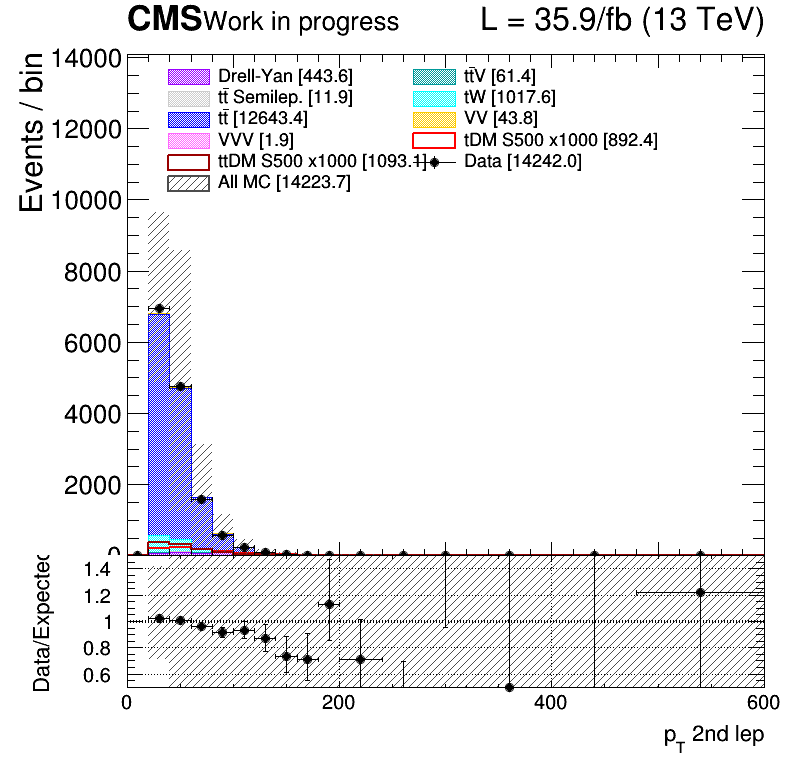 CMS Work in progress L = 35.9/fb (13 TeV)
Events / bin
14000
12000
10000
8000
6000
4000
2000
0
Drell-Yan [443.6]
tt̄V [61.4]
tt̄ Semilep. [11.9]
tW [1017.6]
tt̄ [12643.4]
VV [43.8]
VVV [1.9]
tDM S500 x1000 [892.4]
ttDM S500 x1000 [1093.1]
Data [14242.0]
All MC [14223.7]
Data/Expected
1.4
1.2
1
0.8
0.6
0 200 400 600
p_T 2nd lep